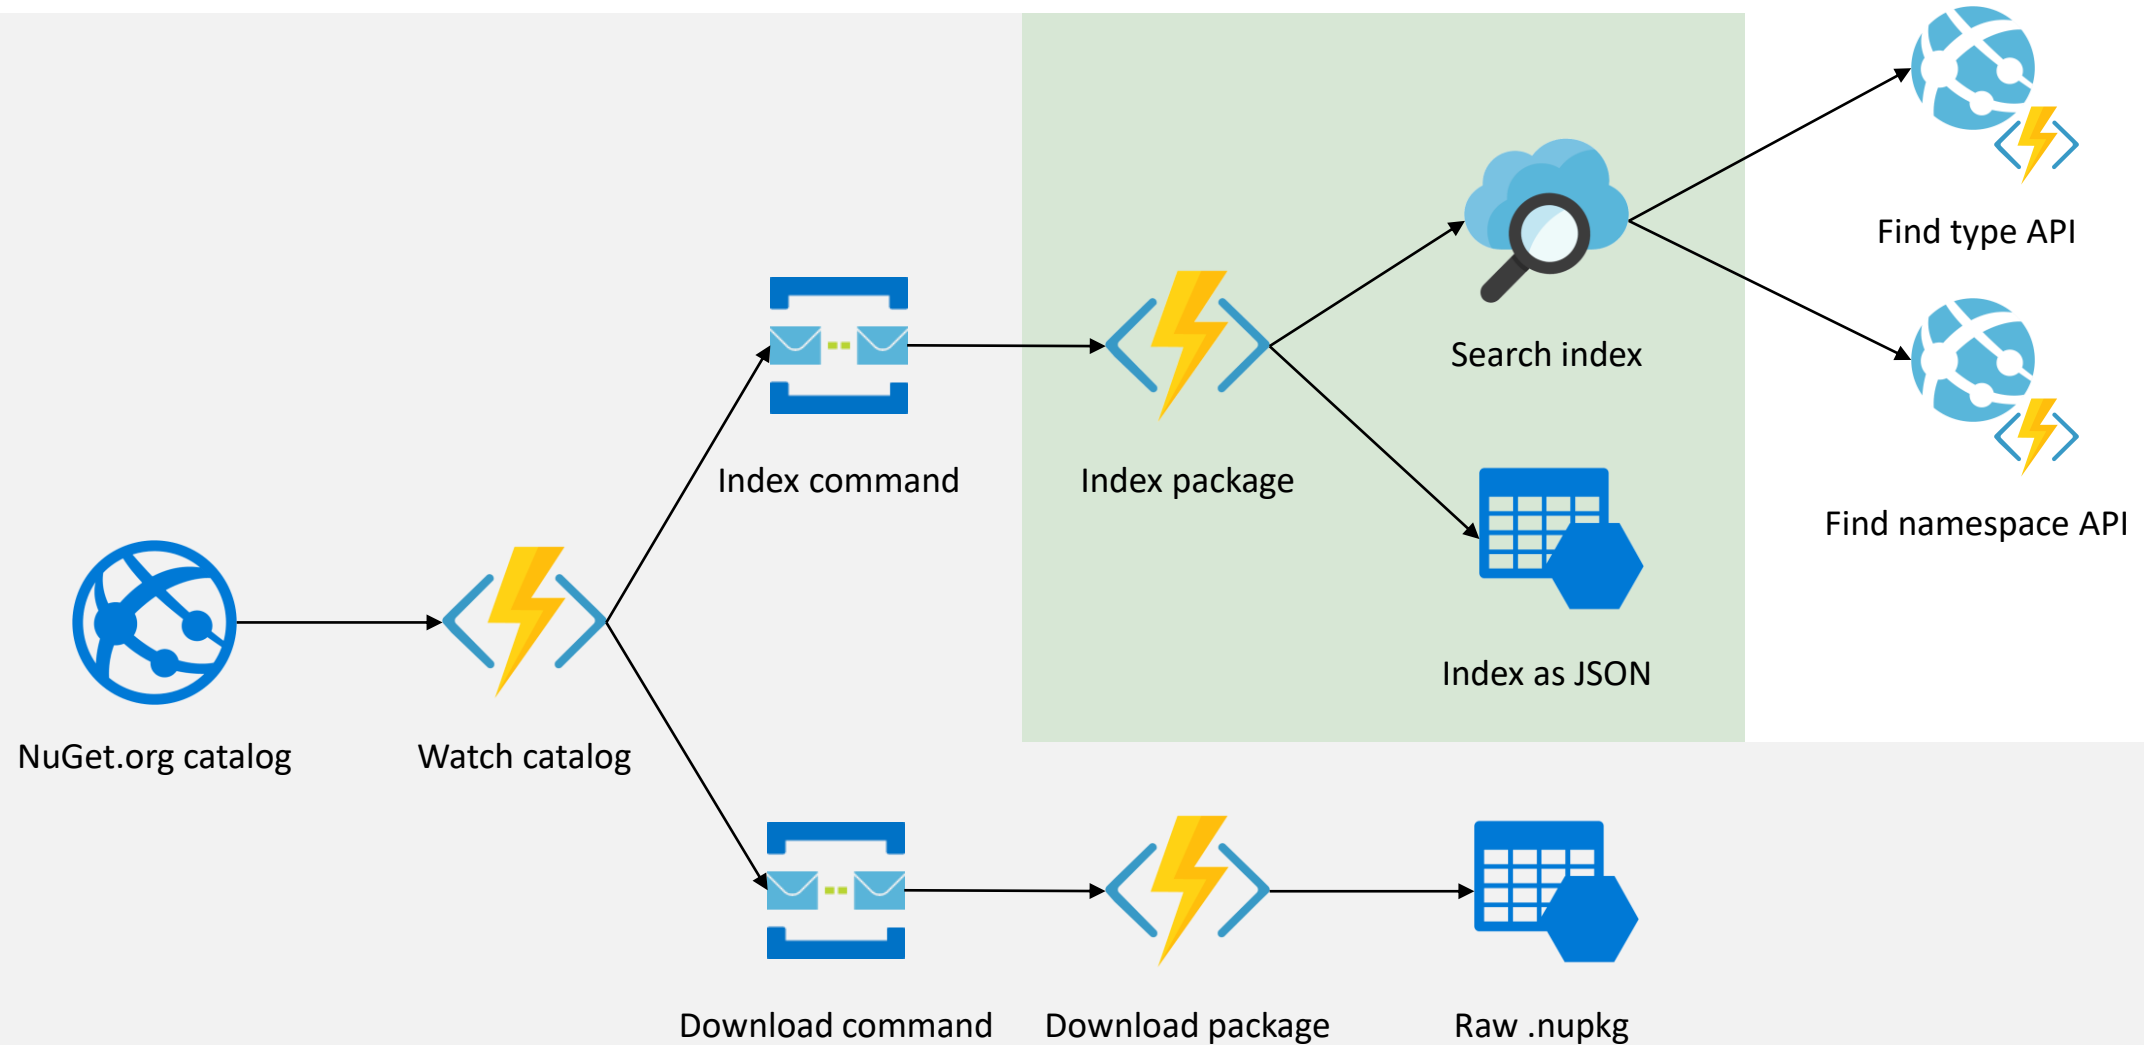 Find type API
Search index
Index command
Index package
Find namespace API
Index as JSON
NuGet.org catalog
Watch catalog
Download command
Download package
Raw .nupkg